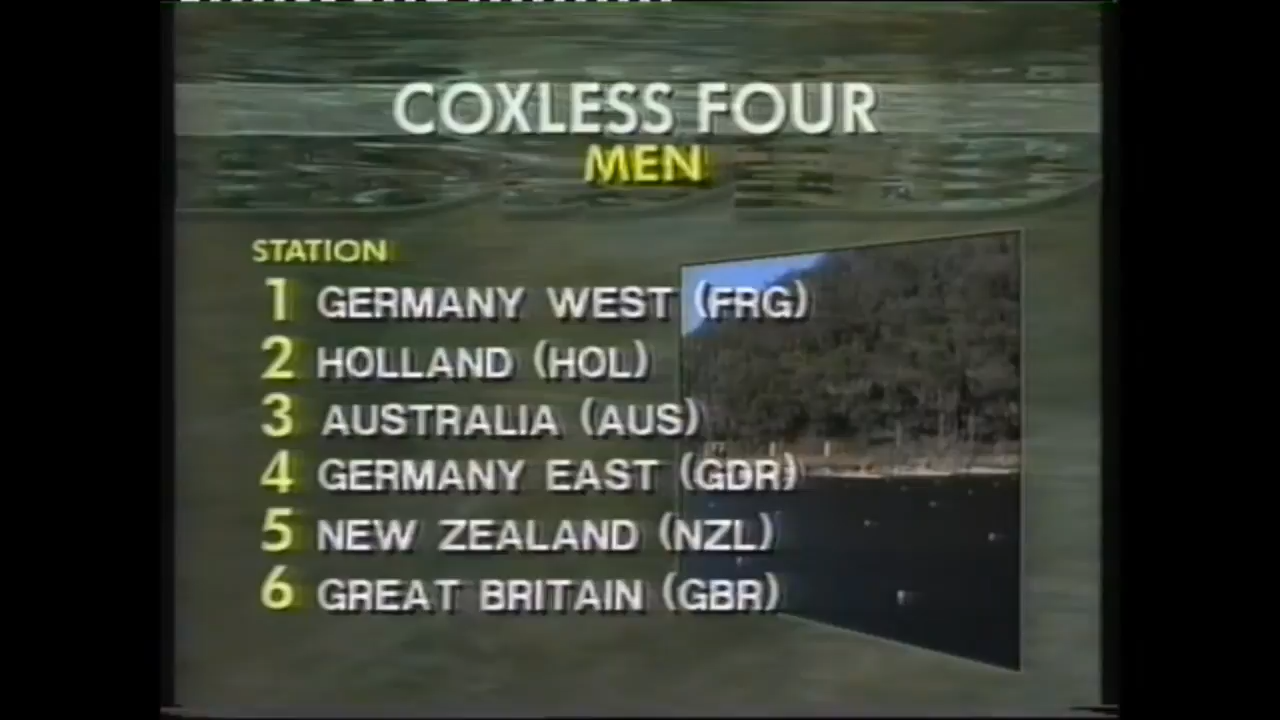 COXLESS FOUR
MEN
STATION
1 GERMANY WEST (FRG)
2 HOLLAND (HOL)
3 AUSTRALIA (AUS)
4 GERMANY EAST (GDR)
5 NEW ZEALAND (NZL)
6 GREAT BRITAIN (GBR)